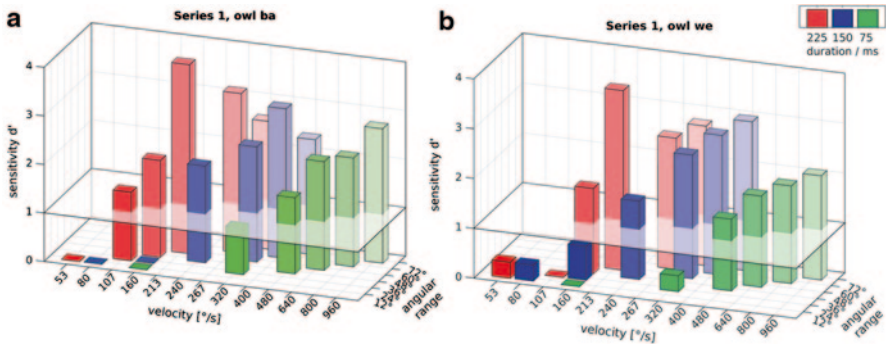 a
Series 1, owl ba
4
3
2
1
0
sensitivity d'
53
80
107
160
213
240
267
320
400
480
640
800
960
velocity [°/s]
angular
range
b
Series 1, owl we
4
3
2
1
0
sensitivity d'
53
80
107
160
213
240
267
320
400
480
640
800
960
velocity [°/s]
angular
range
225 150 75
duration / ms